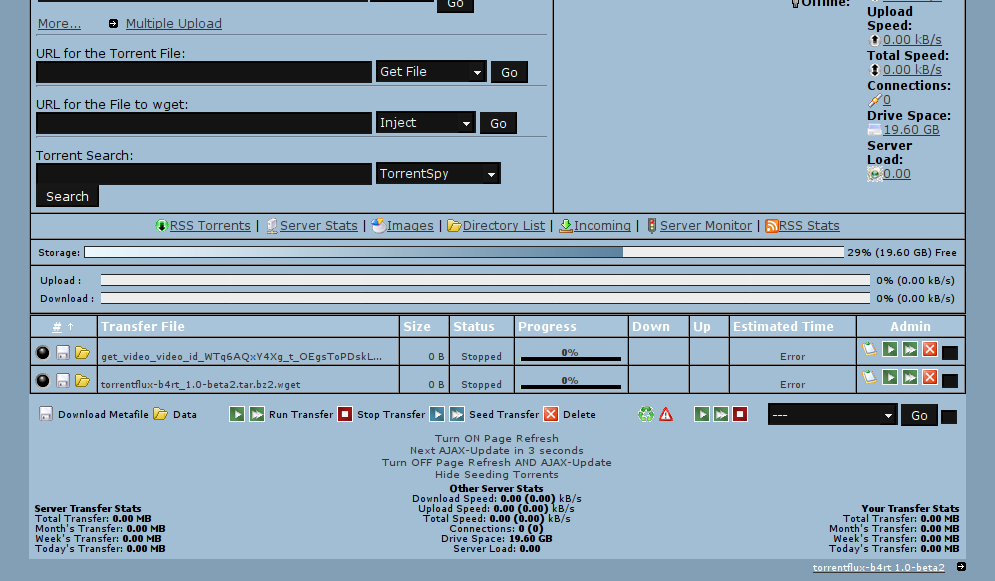 Go
Offline:
More... Multiple Upload
Upload
Speed:
0.00 kB/s
Total Speed:
0.00 kB/s
Connections:
0
Drive Space:
19.60 GB
Server
Load:
0.00
URL for the Torrent File:
Get File Go
URL for the File to wget:
Inject Go
Torrent Search:
TorrentSpy
Search
RSS Torrents | Server Stats | Images | Directory List | Incoming | Server Monitor | RSS Stats
Storage: 29% (19.60 GB) Free
Upload : 0% (0.00 kB/s)
Download : 0% (0.00 kB/s)
# ↑ Transfer File Size Status Progress Down Up Estimated Time Admin
get_video_video_id_WTq6AQxY4Xg_t_OEgsToPDskL... 0 B Stopped 0% Error
torrentflux-b4rt_1.0-beta2.tar.bz2.wget 0 B Stopped 0% Error
Download Metafile Data Run Transfer Stop Transfer Seed Transfer Delete --- Go
Turn ON Page Refresh
Next AJAX-Update in 3 seconds
Turn OFF Page Refresh AND AJAX-Update
Hide Seeding Torrents
Other Server Stats
Download Speed: 0.00 (0.00) kB/s
Upload Speed: 0.00 (0.00) kB/s
Total Speed: 0.00 (0.00) kB/s
Connections: 0 (0)
Drive Space: 19.60 GB
Server Load: 0.00
Server Transfer Stats
Total Transfer: 0.00 MB
Month's Transfer: 0.00 MB
Week's Transfer: 0.00 MB
Today's Transfer: 0.00 MB
Your Transfer Stats
Total Transfer: 0.00 MB
Month's Transfer: 0.00 MB
Week's Transfer: 0.00 MB
Today's Transfer: 0.00 MB
torrentflux-b4rt 1.0-beta2